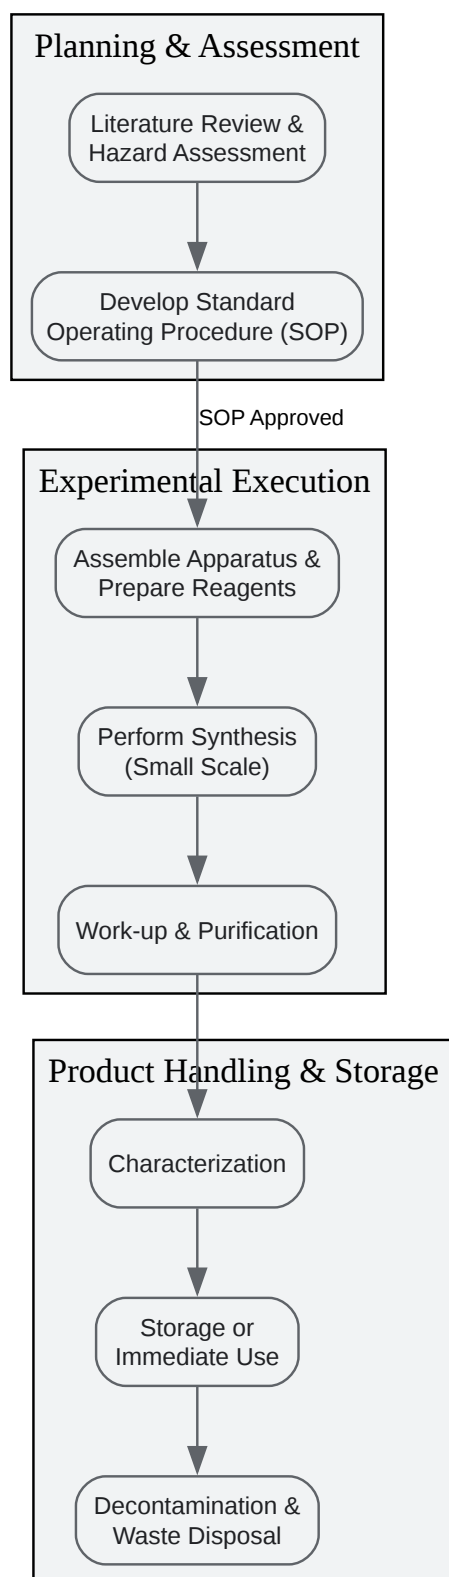 Planning & Assessment
Literature Review &
Hazard Assessment
Develop Standard
Operating Procedure (SOP)
SOP Approved
Experimental Execution
Assemble Apparatus &
Prepare Reagents
Perform Synthesis
(Small Scale)
Work-up & Purification
Product Handling & Storage
Characterization
Storage or
Immediate Use
Decontamination &
Waste Disposal